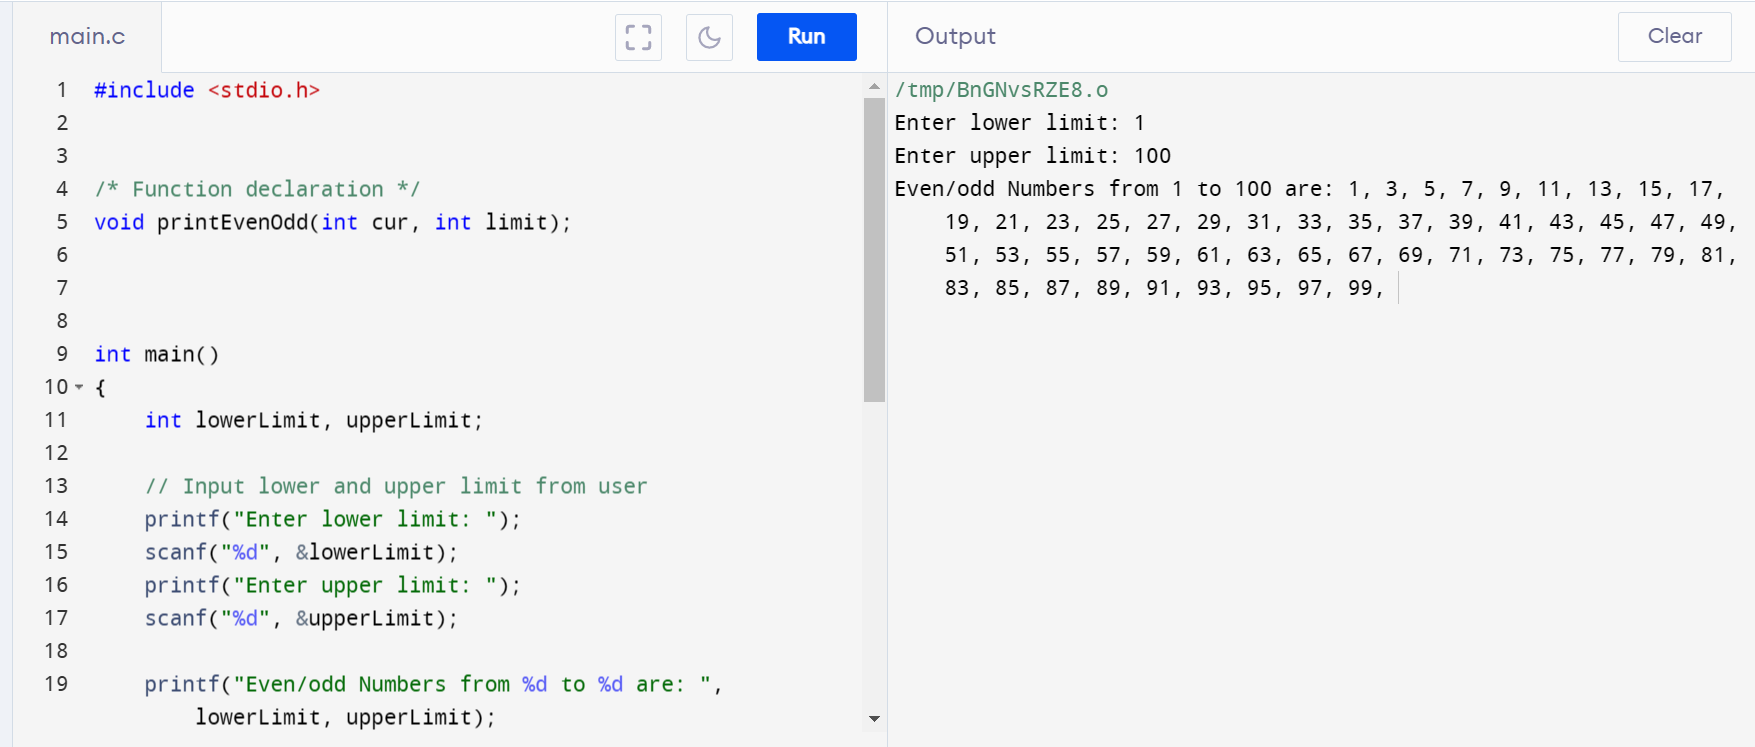 main.c
Run
Output
Clear
1 #include <stdio.h>
2
3
4 /* Function declaration */
5 void printEvenOdd(int cur, int limit);
6
7
8
9 int main()
10 {
11 int lowerLimit, upperLimit;
12
13 // Input lower and upper limit from user
14 printf("Enter lower limit: ");
15 scanf("%d", &lowerLimit);
16 printf("Enter upper limit: ");
17 scanf("%d", &upperLimit);
18
19 printf("Even/odd Numbers from %d to %d are: ",
lowerLimit, upperLimit);
/tmp/BnGNvsRZE8.o
Enter lower limit: 1
Enter upper limit: 100
Even/odd Numbers from 1 to 100 are: 1, 3, 5, 7, 9, 11, 13, 15, 17,
19, 21, 23, 25, 27, 29, 31, 33, 35, 37, 39, 41, 43, 45, 47, 49,
51, 53, 55, 57, 59, 61, 63, 65, 67, 69, 71, 73, 75, 77, 79, 81,
83, 85, 87, 89, 91, 93, 95, 97, 99,